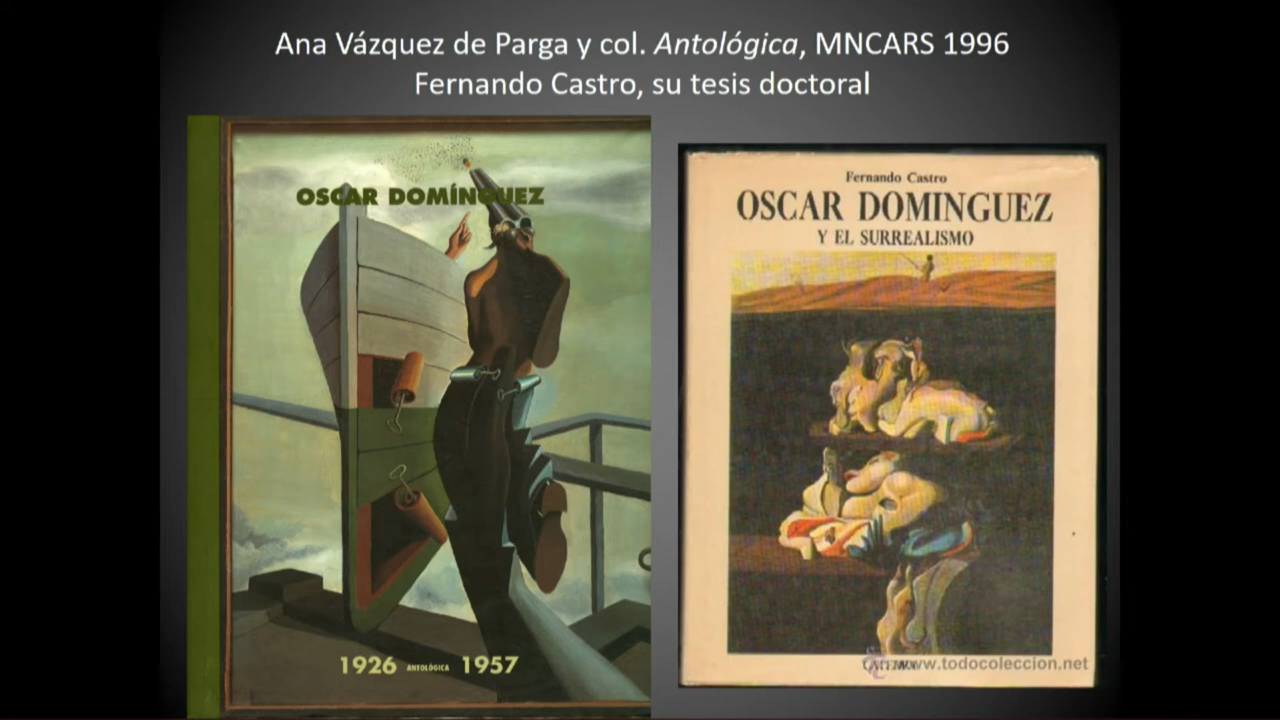 Ana Vázquez de Parga y col. Antológica, MNCARS 1996
Fernando Castro, su tesis doctoral
OSCAR DOMÍNGUEZ
1926 ANTOLÓGICA 1957
Fernando Castro
OSCAR DOMINGUEZ
Y EL SURREALISMO
www.todocoleccion.net